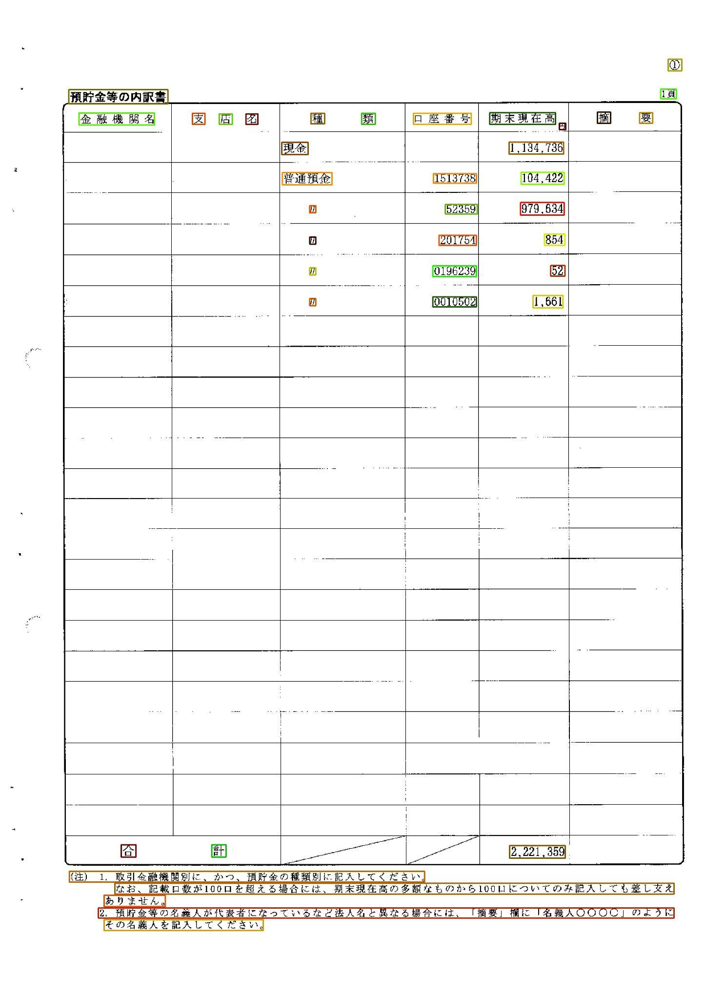 ①
預貯金等の内訳書 1頁
金融機関名 支店名 種類 口座番号 期末現在高 摘要
現金 1,134,736
普通預金 1513738 104,422
〃 52359 979,634
〃 201754 854
〃 0196239 52
〃 0010502 1,661
合計 2,221,359
(注) 1. 取引金融機関別に、かつ、預貯金の種類別に記入してください。
なお、記載口数が100口を超える場合には、期末現在高の多額なものから100口についてのみ記入しても差し支え
ありません。
2. 預貯金等の名義人が代表者になっているなど法人名と異なる場合には、「摘要」欄に「名義人〇〇〇〇」のように
その名義人を記入してください。